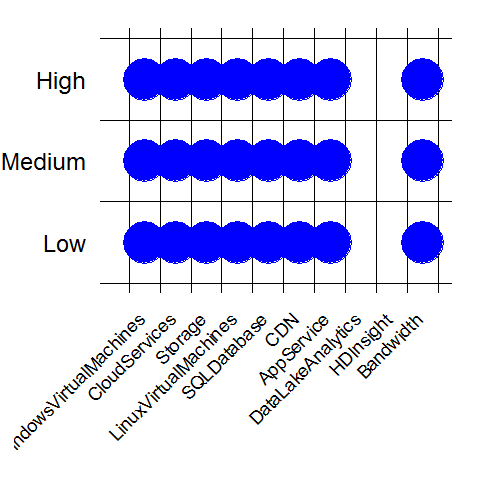 High
Medium
Low
ndowsVirtualMachines
CloudServices
Storage
LinuxVirtualMachines
SQLDatabase
CDN
AppService
DataLakeAnalytics
HDInsight
Bandwidth